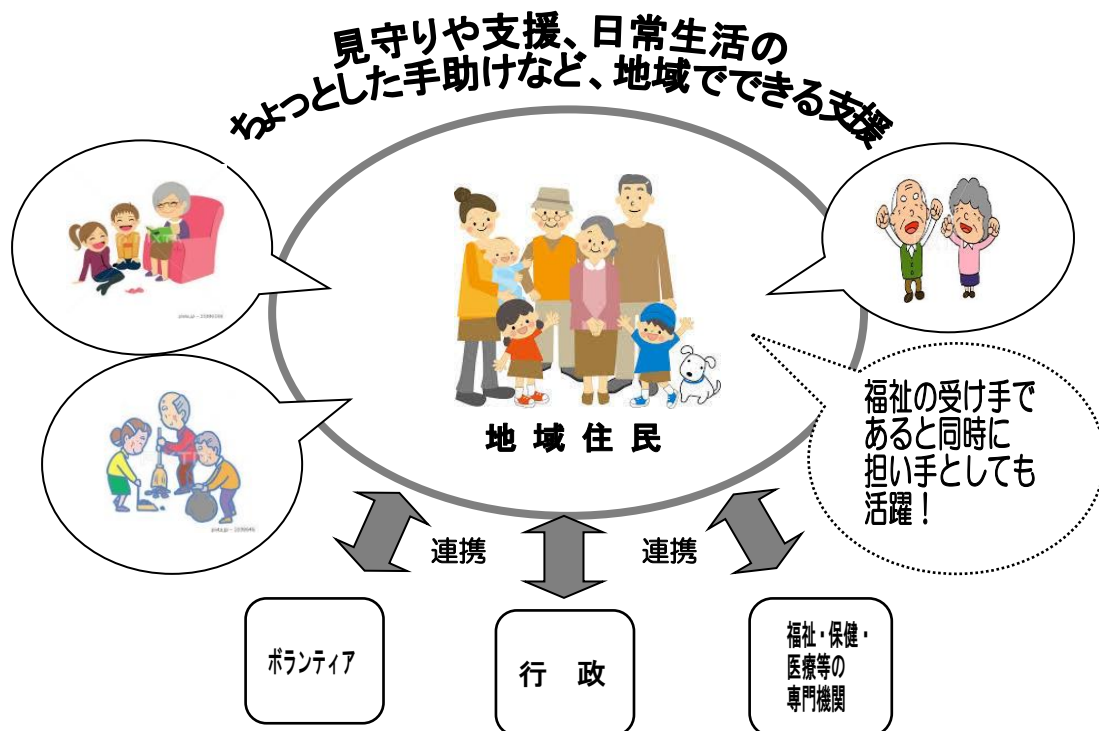 見守りや支援、日常生活の
ちょっとした手助けなど、地域でできる支援
地域住民
福祉の受け手で
あると同時に
担い手としても
活躍！
連携
連携
ボランティア
行　政
福祉・保健・
医療等の
専門機関